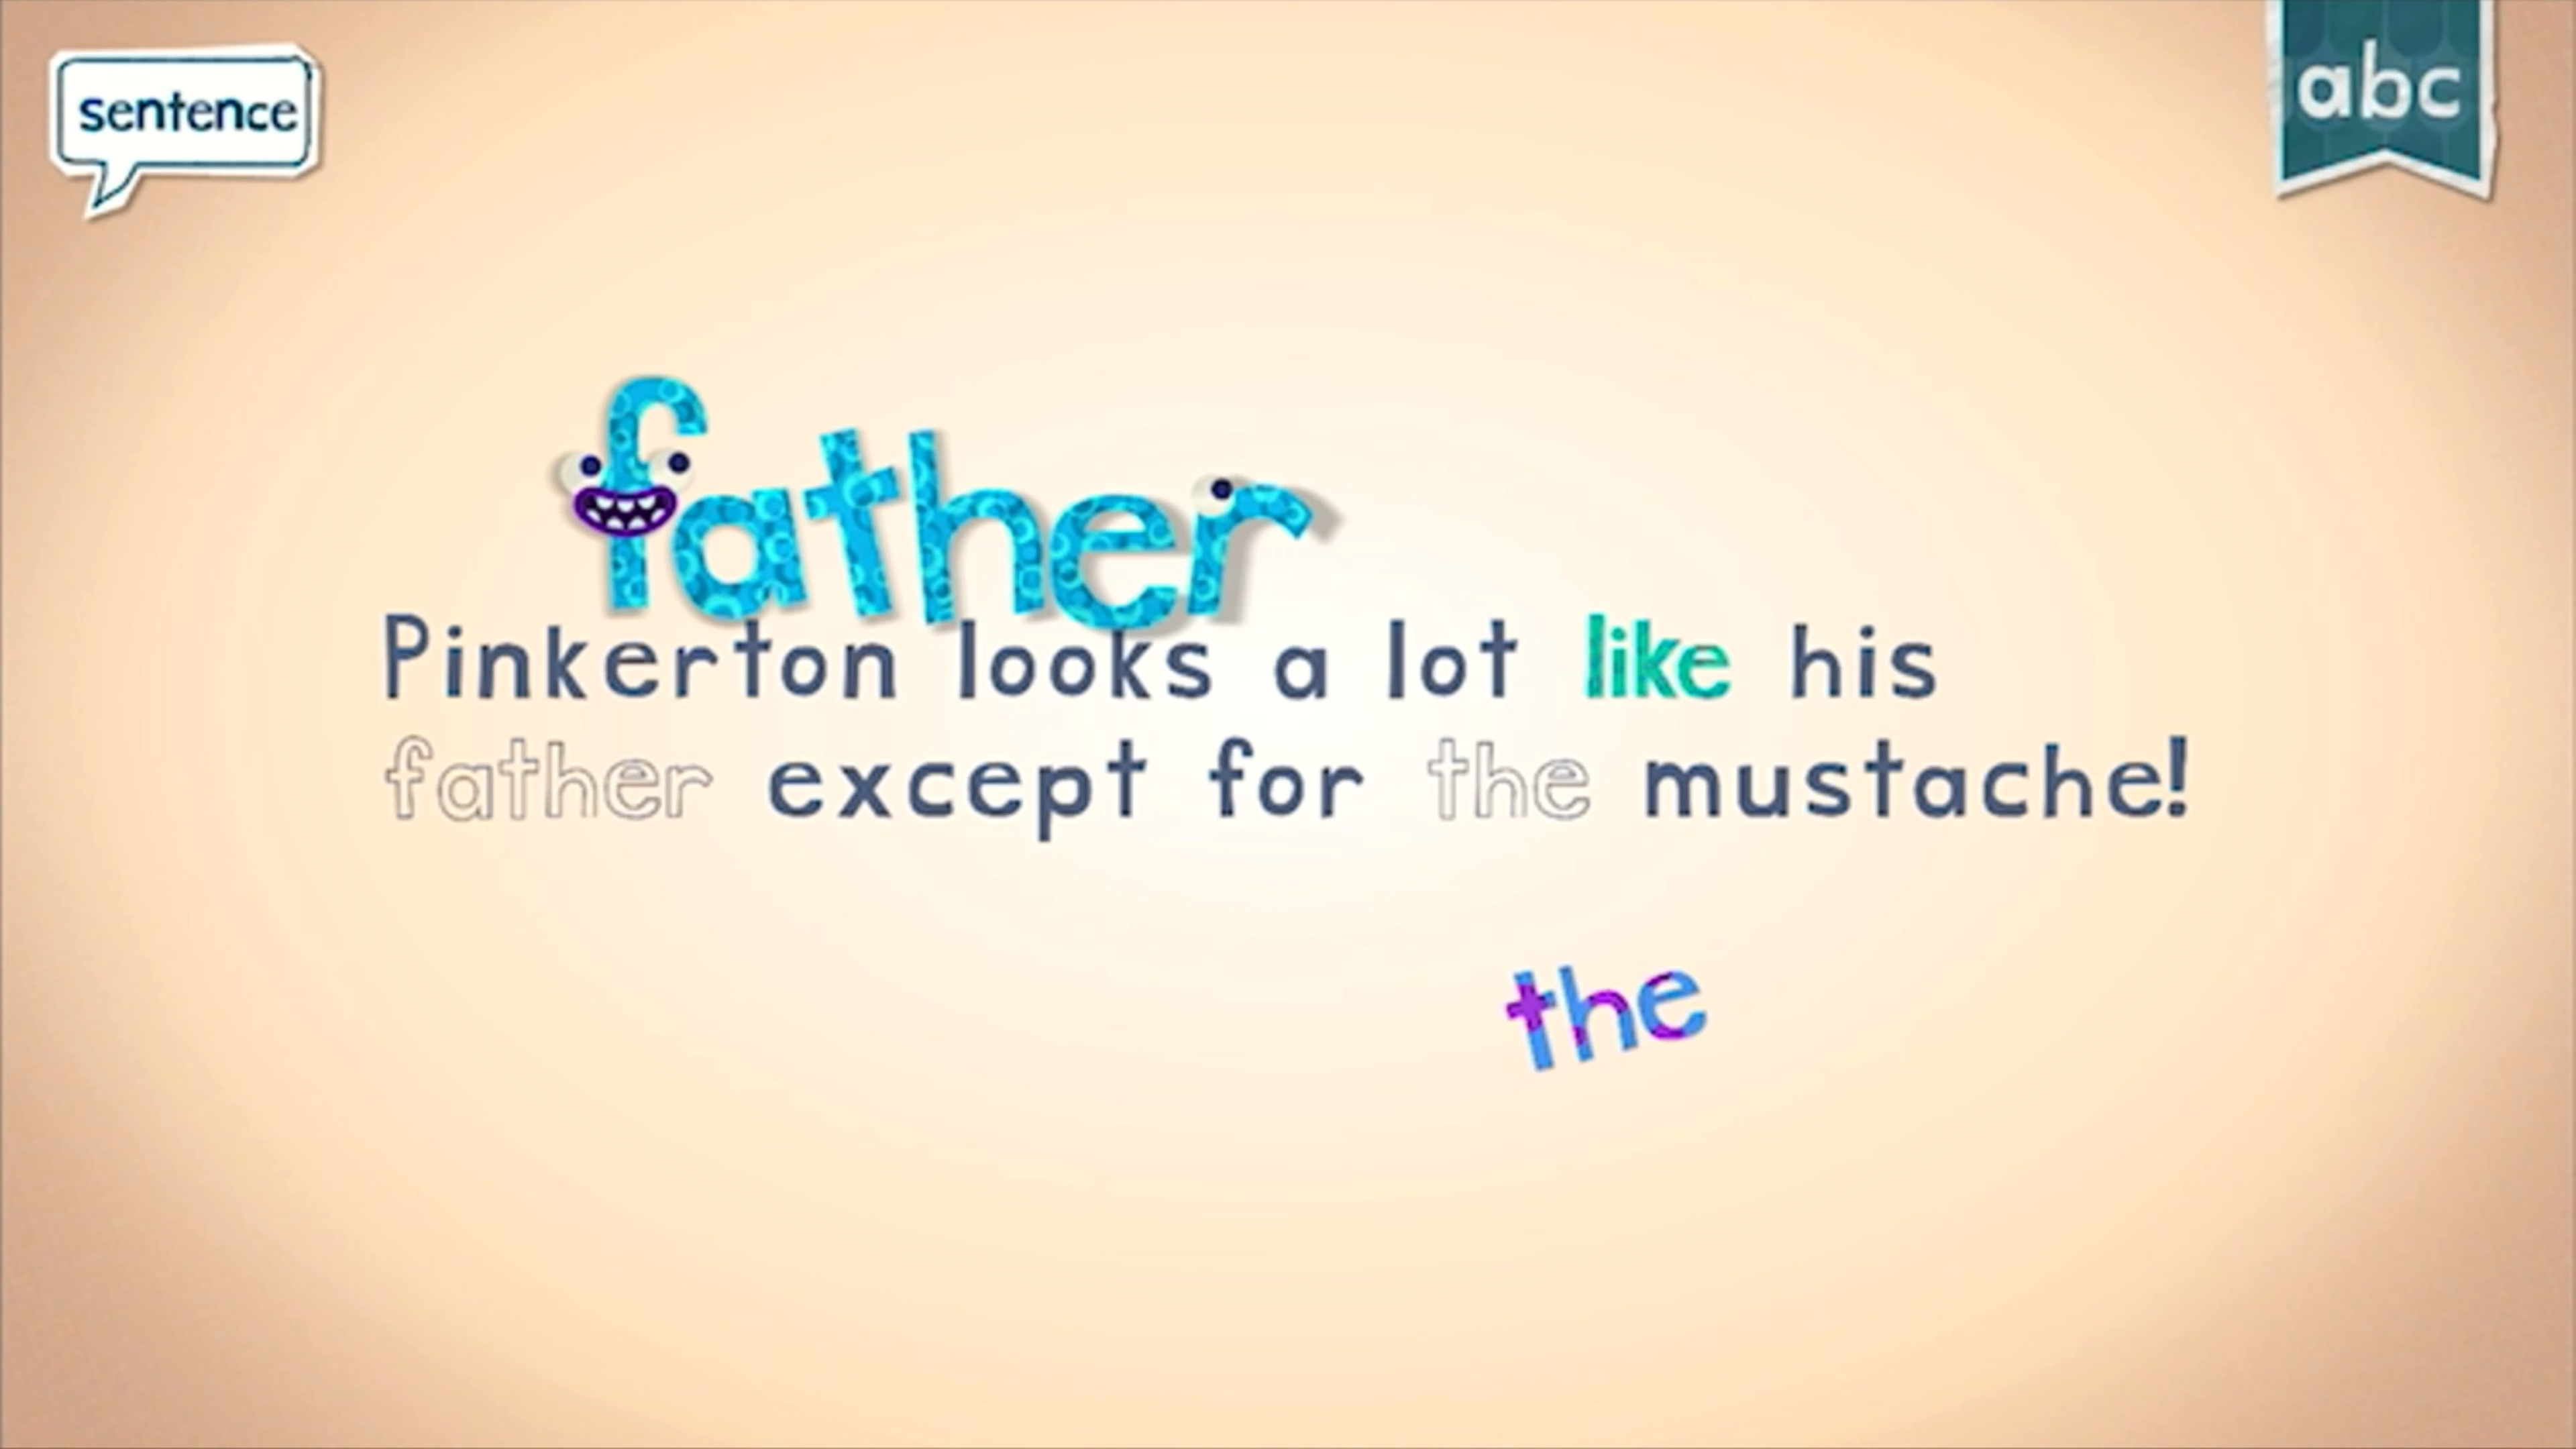 sentence
abc
father
Pinkerton looks a lot like his
father except for the mustache!
the